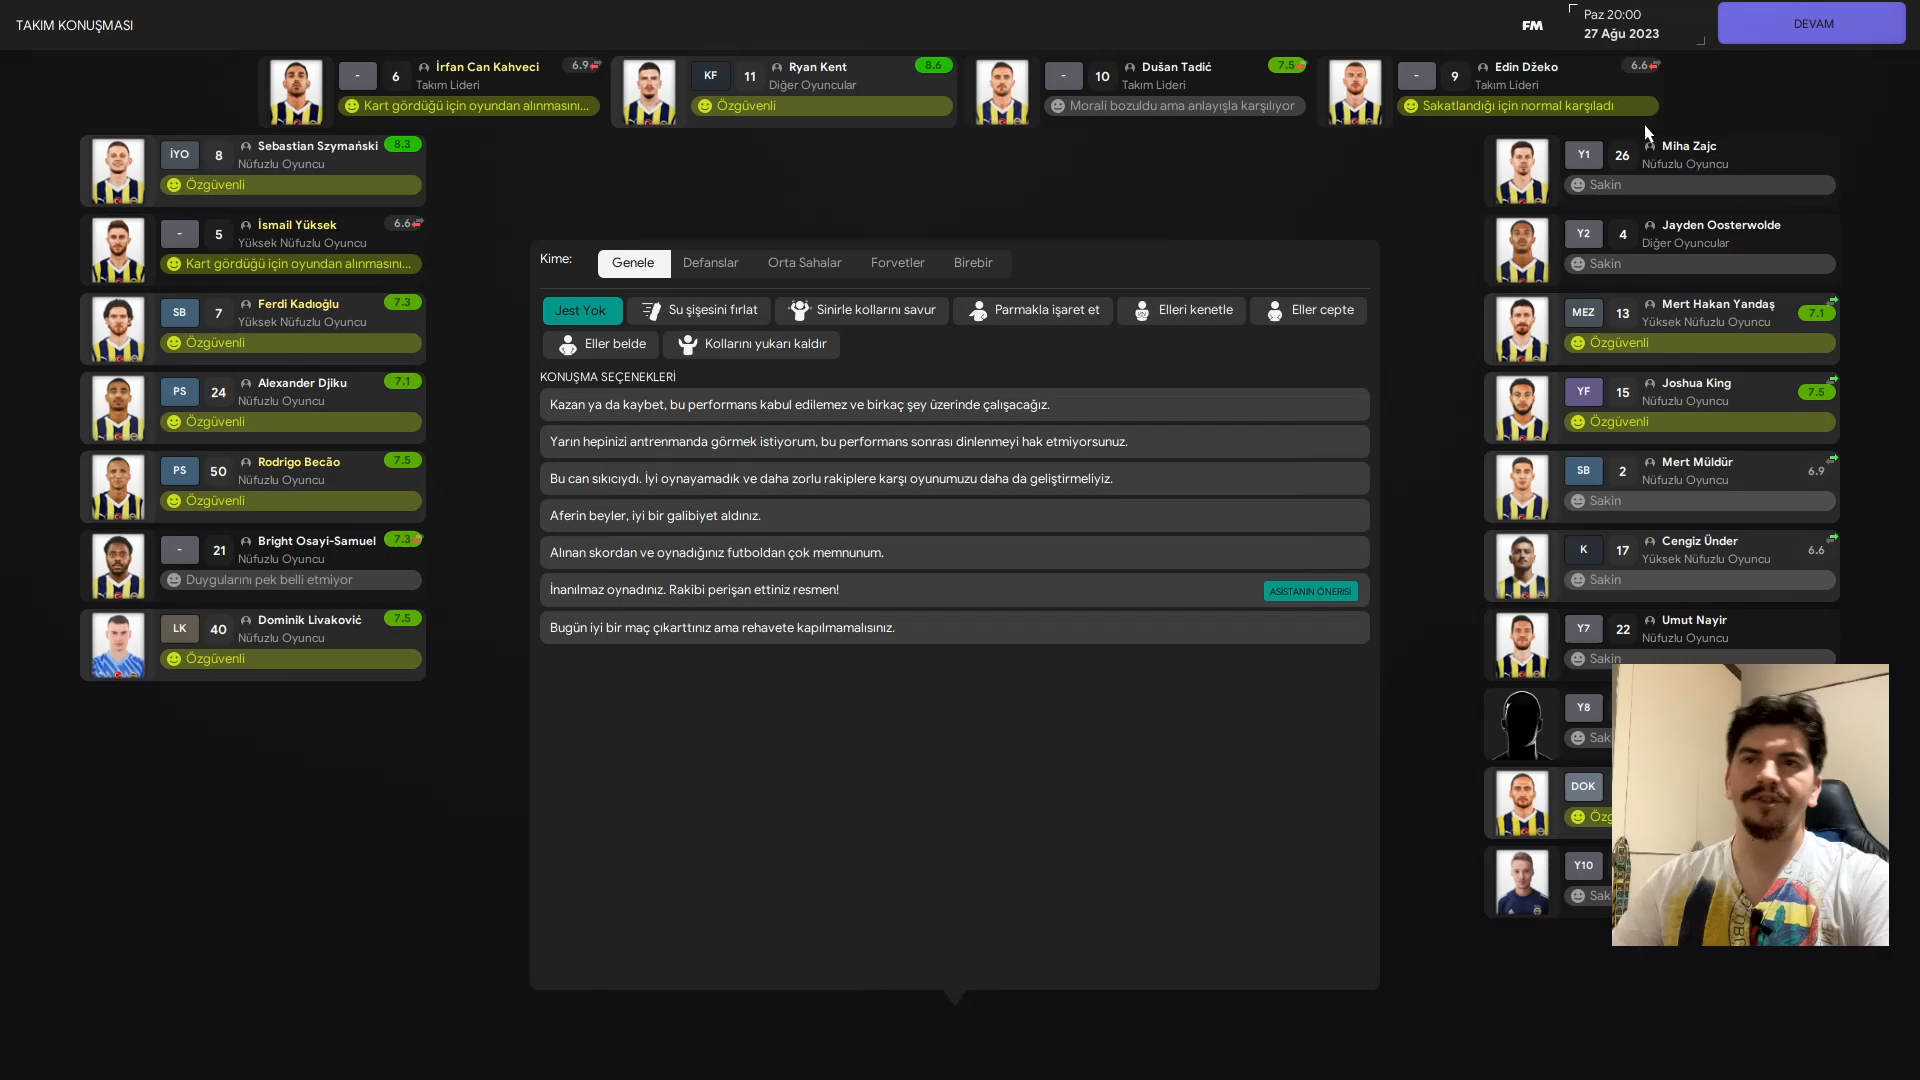 TAKIM KONUŞMASI
FM
Paz 20:00
27 Ağu 2023
DEVAM
- 6 İrfan Can Kahveci 6.9
Takım Lideri
Kart gördüğü için oyundan alınmasını...
KF 11 Ryan Kent 8.6
Diğer Oyuncular
Özgüvenli
- 10 Dušan Tadić 7.5
Takım Lideri
Morali bozuldu ama anlayışla karşılıyor
- 9 Edin Džeko 6.6
Takım Lideri
Sakatlandığı için normal karşıladı
İYO 8 Sebastian Szymański 8.3
Nüfuzlu Oyuncu
Özgüvenli
- 5 İsmail Yüksek 6.6
Yüksek Nüfuzlu Oyuncu
Kart gördüğü için oyundan alınmasını...
SB 7 Ferdi Kadıoğlu 7.3
Yüksek Nüfuzlu Oyuncu
Özgüvenli
PS 24 Alexander Djiku 7.1
Nüfuzlu Oyuncu
Özgüvenli
PS 50 Rodrigo Becão 7.5
Nüfuzlu Oyuncu
Özgüvenli
- 21 Bright Osayi-Samuel 7.3
Nüfuzlu Oyuncu
Duygularını pek belli etmiyor
LK 40 Dominik Livaković 7.5
Nüfuzlu Oyuncu
Özgüvenli
Kime: Genele Defanslar Orta Sahalar Forvetler Birebir
Jest Yok Su şişesini fırlat Sinirle kollarını savur Parmakla işaret et Elleri kenetle Eller cepte
Eller belde Kollarını yukarı kaldır
KONUŞMA SEÇENEKLERİ
Kazan ya da kaybet, bu performans kabul edilemez ve birkaç şey üzerinde çalışacağız.
Yarın hepinizi antrenmanda görmek istiyorum, bu performans sonrası dinlenmeyi hak etmiyorsunuz.
Bu can sıkıcıydı. İyi oynayamadık ve daha zorlu rakiplere karşı oyunumuzu daha da geliştirmeliyiz.
Aferin beyler, iyi bir galibiyet aldınız.
Alınan skordan ve oynadığınız futboldan çok memnunum.
İnanılmaz oynadınız. Rakibi perişan ettiniz resmen! ASİSTANIN ÖNERİSİ
Bugün iyi bir maç çıkarttınız ama rehavete kapılmamalısınız.
Y1 26 Miha Zajc
Nüfuzlu Oyuncu
Sakin
Y2 4 Jayden Oosterwolde
Diğer Oyuncular
Sakin
MEZ 13 Mert Hakan Yandaş 7.1
Yüksek Nüfuzlu Oyuncu
Özgüvenli
YF 15 Joshua King 7.5
Nüfuzlu Oyuncu
Özgüvenli
SB 2 Mert Müldür 6.9
Nüfuzlu Oyuncu
Sakin
K 17 Cengiz Ünder 6.6
Yüksek Nüfuzlu Oyuncu
Sakin
Y7 22 Umut Nayir
Nüfuzlu Oyuncu
Sakin
Y8
Sak
DOK
Özg
Y10
Sak